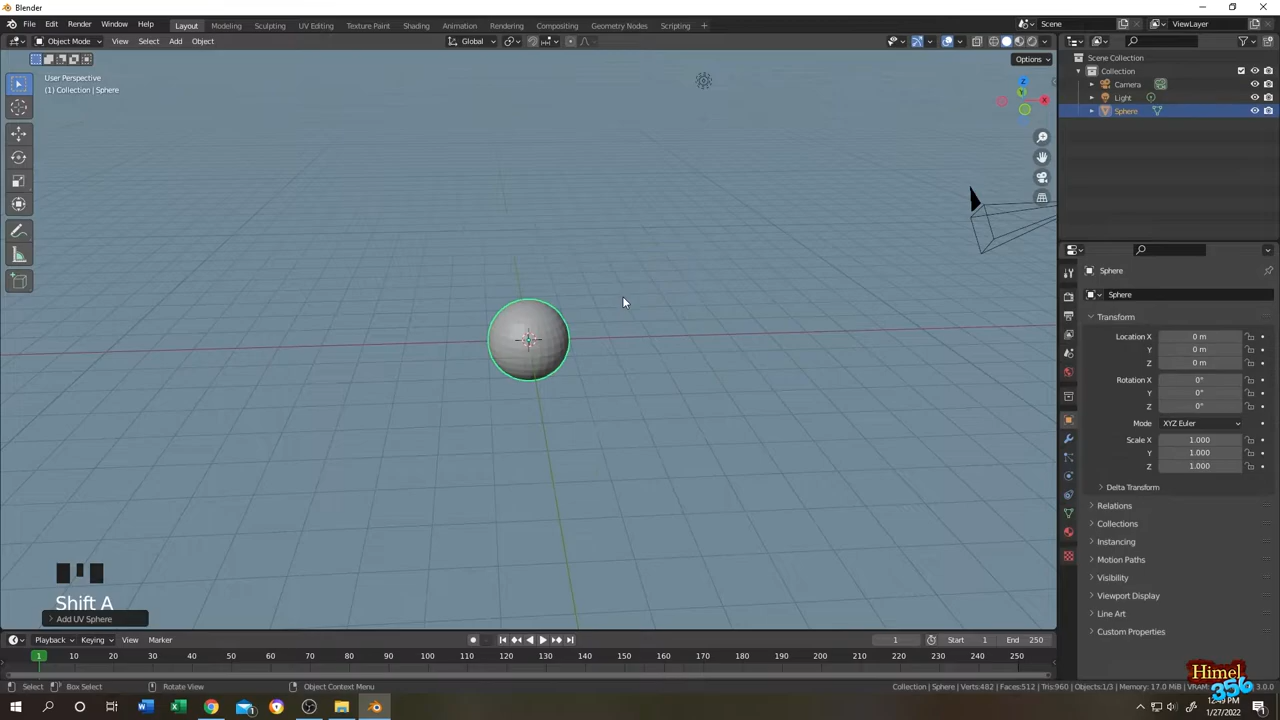 Blender
File Edit Render Window Help Layout Modeling Sculpting UV Editing Texture Paint Shading Animation Rendering Compositing Geometry Nodes Scripting + Scene ViewLayer
Object Mode View Select Add Object Global
Options
User Perspective
(1) Collection | Sphere
Z
Y
X
Scene Collection
Collection
Camera
Light
Sphere
Sphere
Sphere
Transform
Location X 0 m
Y 0 m
Z 0 m
Rotation X 0°
Y 0°
Z 0°
Mode XYZ Euler
Scale X 1.000
Y 1.000
Z 1.000
Delta Transform
Relations
Collections
Instancing
Motion Paths
Visibility
Viewport Display
Line Art
Custom Properties
Shift A
Add UV Sphere
Playback Keying View Marker 1 Start 1 End 250
1 10 20 30 40 50 60 70 80 90 100 110 120 130 140 150 160 170 180 190 200 210 220 230 240 250
Select Box Select Rotate View Object Context Menu Collection | Sphere | Verts:482 | Faces:512 | Tris:960 | Objects:1/3 | Memory: 17.0 MiB | VRAM: 3.0.0
Himel
356
1/27/2022